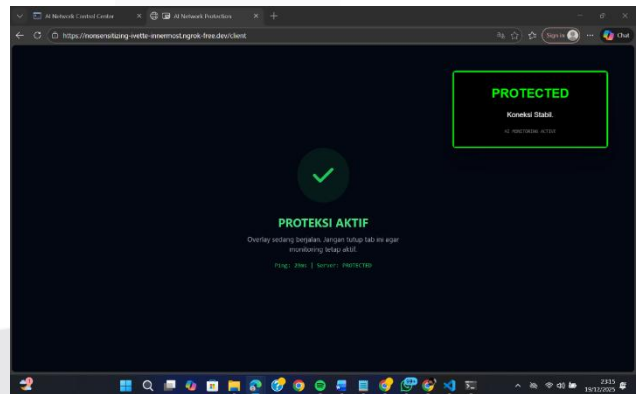 AI Network Control Center
AI Network Protection
https://nonsensitizing-ivette-innermost.ngrok-free.dev/client
Sign in
Chat
PROTECTED
Koneksi Stabil.
AI MONITORING ACTIVE
PROTEKSI AKTIF
Overlay sedang berjalan. Jangan tutup tab ini agar
monitoring tetap aktif.
Ping: 29ms | Server: PROTECTED
23:15
19/12/2025